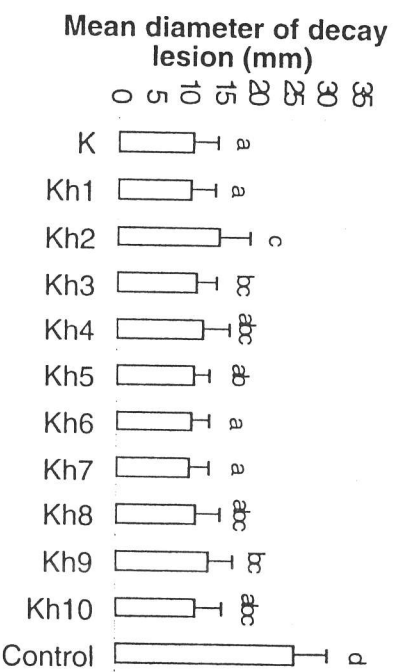 Mean diameter of decay
lesion (mm)
0 5 10 15 20 25 30 35
K a
Kh1 a
Kh2 c
Kh3 bc
Kh4 abc
Kh5 ab
Kh6 a
Kh7 a
Kh8 abc
Kh9 bc
Kh10 abc
Control d